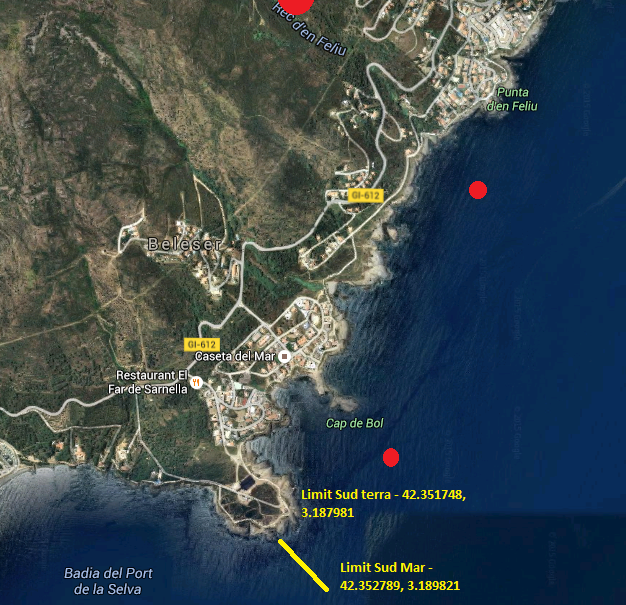 Rec d'en Feliu
Punta
d'en Feliu
GI-612
Beleser
GI-612
Caseta del Mar
Restaurant El
Far de Sarnella
Cap de Bol
Limit Sud terra - 42.351748,
3.187981
Limit Sud Mar -
42.352789, 3.189821
Badia del Port
de la Selva